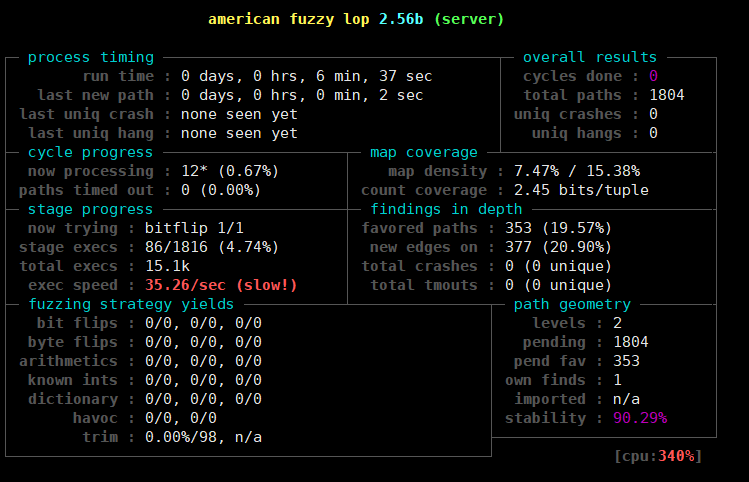 american fuzzy lop 2.56b (server)
process timing overall results
run time : 0 days, 0 hrs, 6 min, 37 sec cycles done : 0
last new path : 0 days, 0 hrs, 0 min, 2 sec total paths : 1804
last uniq crash : none seen yet uniq crashes : 0
last uniq hang : none seen yet uniq hangs : 0
cycle progress map coverage
now processing : 12* (0.67%) map density : 7.47% / 15.38%
paths timed out : 0 (0.00%) count coverage : 2.45 bits/tuple
stage progress findings in depth
now trying : bitflip 1/1 favored paths : 353 (19.57%)
stage execs : 86/1816 (4.74%) new edges on : 377 (20.90%)
total execs : 15.1k total crashes : 0 (0 unique)
exec speed : 35.26/sec (slow!) total tmouts : 0 (0 unique)
fuzzing strategy yields path geometry
bit flips : 0/0, 0/0, 0/0 levels : 2
byte flips : 0/0, 0/0, 0/0 pending : 1804
arithmetics : 0/0, 0/0, 0/0 pend fav : 353
known ints : 0/0, 0/0, 0/0 own finds : 1
dictionary : 0/0, 0/0, 0/0 imported : n/a
havoc : 0/0, 0/0 stability : 90.29%
trim : 0.00%/98, n/a
[cpu:340%]